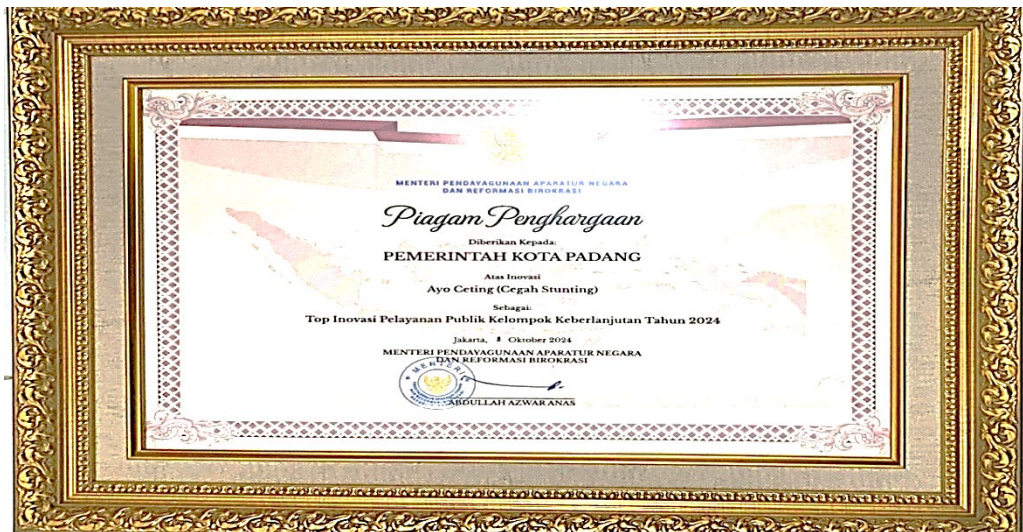 MENTERI PENDAYAGUNAAN APARATUR NEGARA
DAN REFORMASI BIROKRASI
Piagam Penghargaan
Diberikan Kepada:
PEMERINTAH KOTA PADANG
Atas Inovasi
Ayo Ceting (Cegah Stunting)
Sebagai:
Top Inovasi Pelayanan Publik Kelompok Keberlanjutan Tahun 2024
Jakarta, Oktober 2024
MENTERI PENDAYAGUNAAN APARATUR NEGARA
DAN REFORMASI BIROKRASI
MENTERI
ABDULLAH AZWAR ANAS